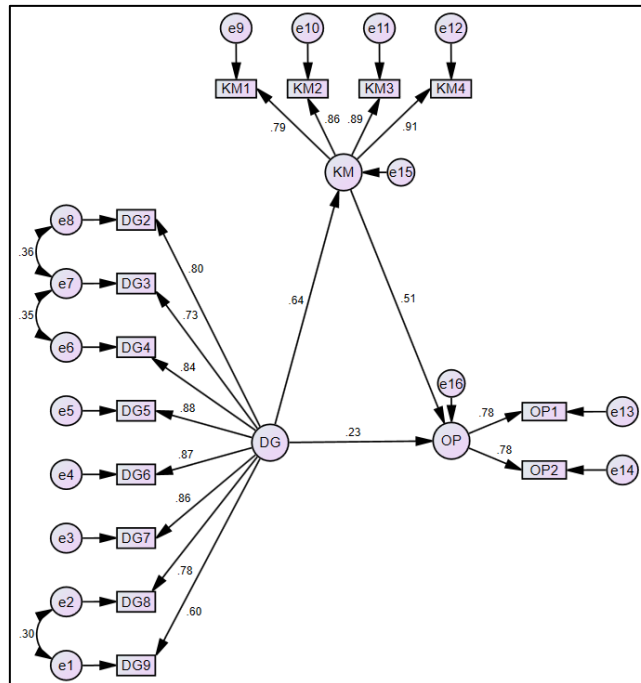 e9 e10 e11 e12
KM1 KM2 KM3 KM4
.79 .86 .89 .91
KM e15
e8 DG2
.36
.80
e7 DG3
.64
.51
.35
.73
e6 DG4
.84
e16
e5 DG5
.88
.78
OP1 e13
DG .23 OP
e4 DG6
.87
.78
OP2 e14
.86
e3 DG7
.78
.60
e2 DG8
.30
e1 DG9